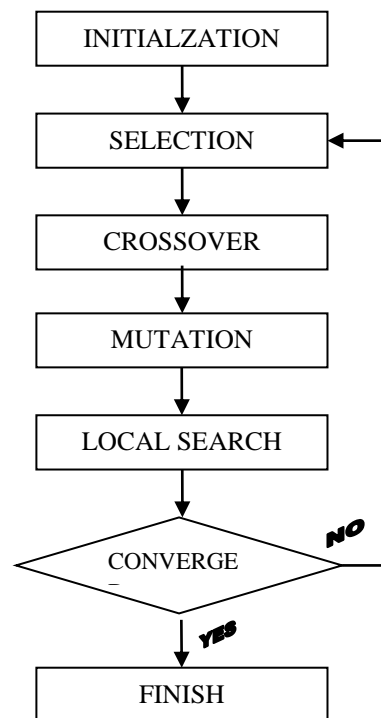 INITIALZATION
SELECTION
CROSSOVER
MUTATION
LOCAL SEARCH
CONVERGE
NO
YES
FINISH